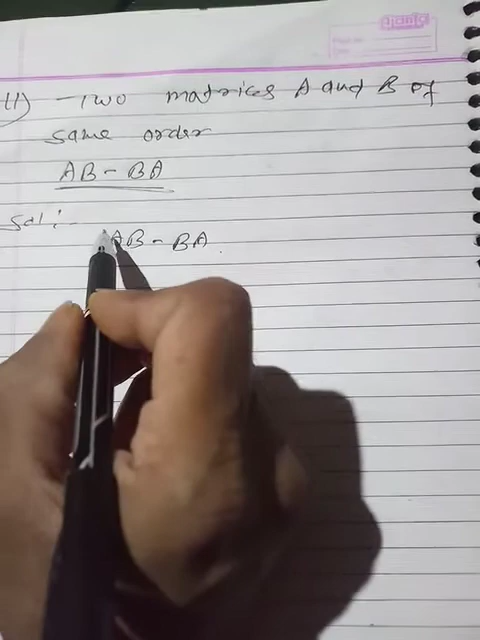 11) - Two matrices A and B of
same order
AB - BA
Sol :-
AB - BA